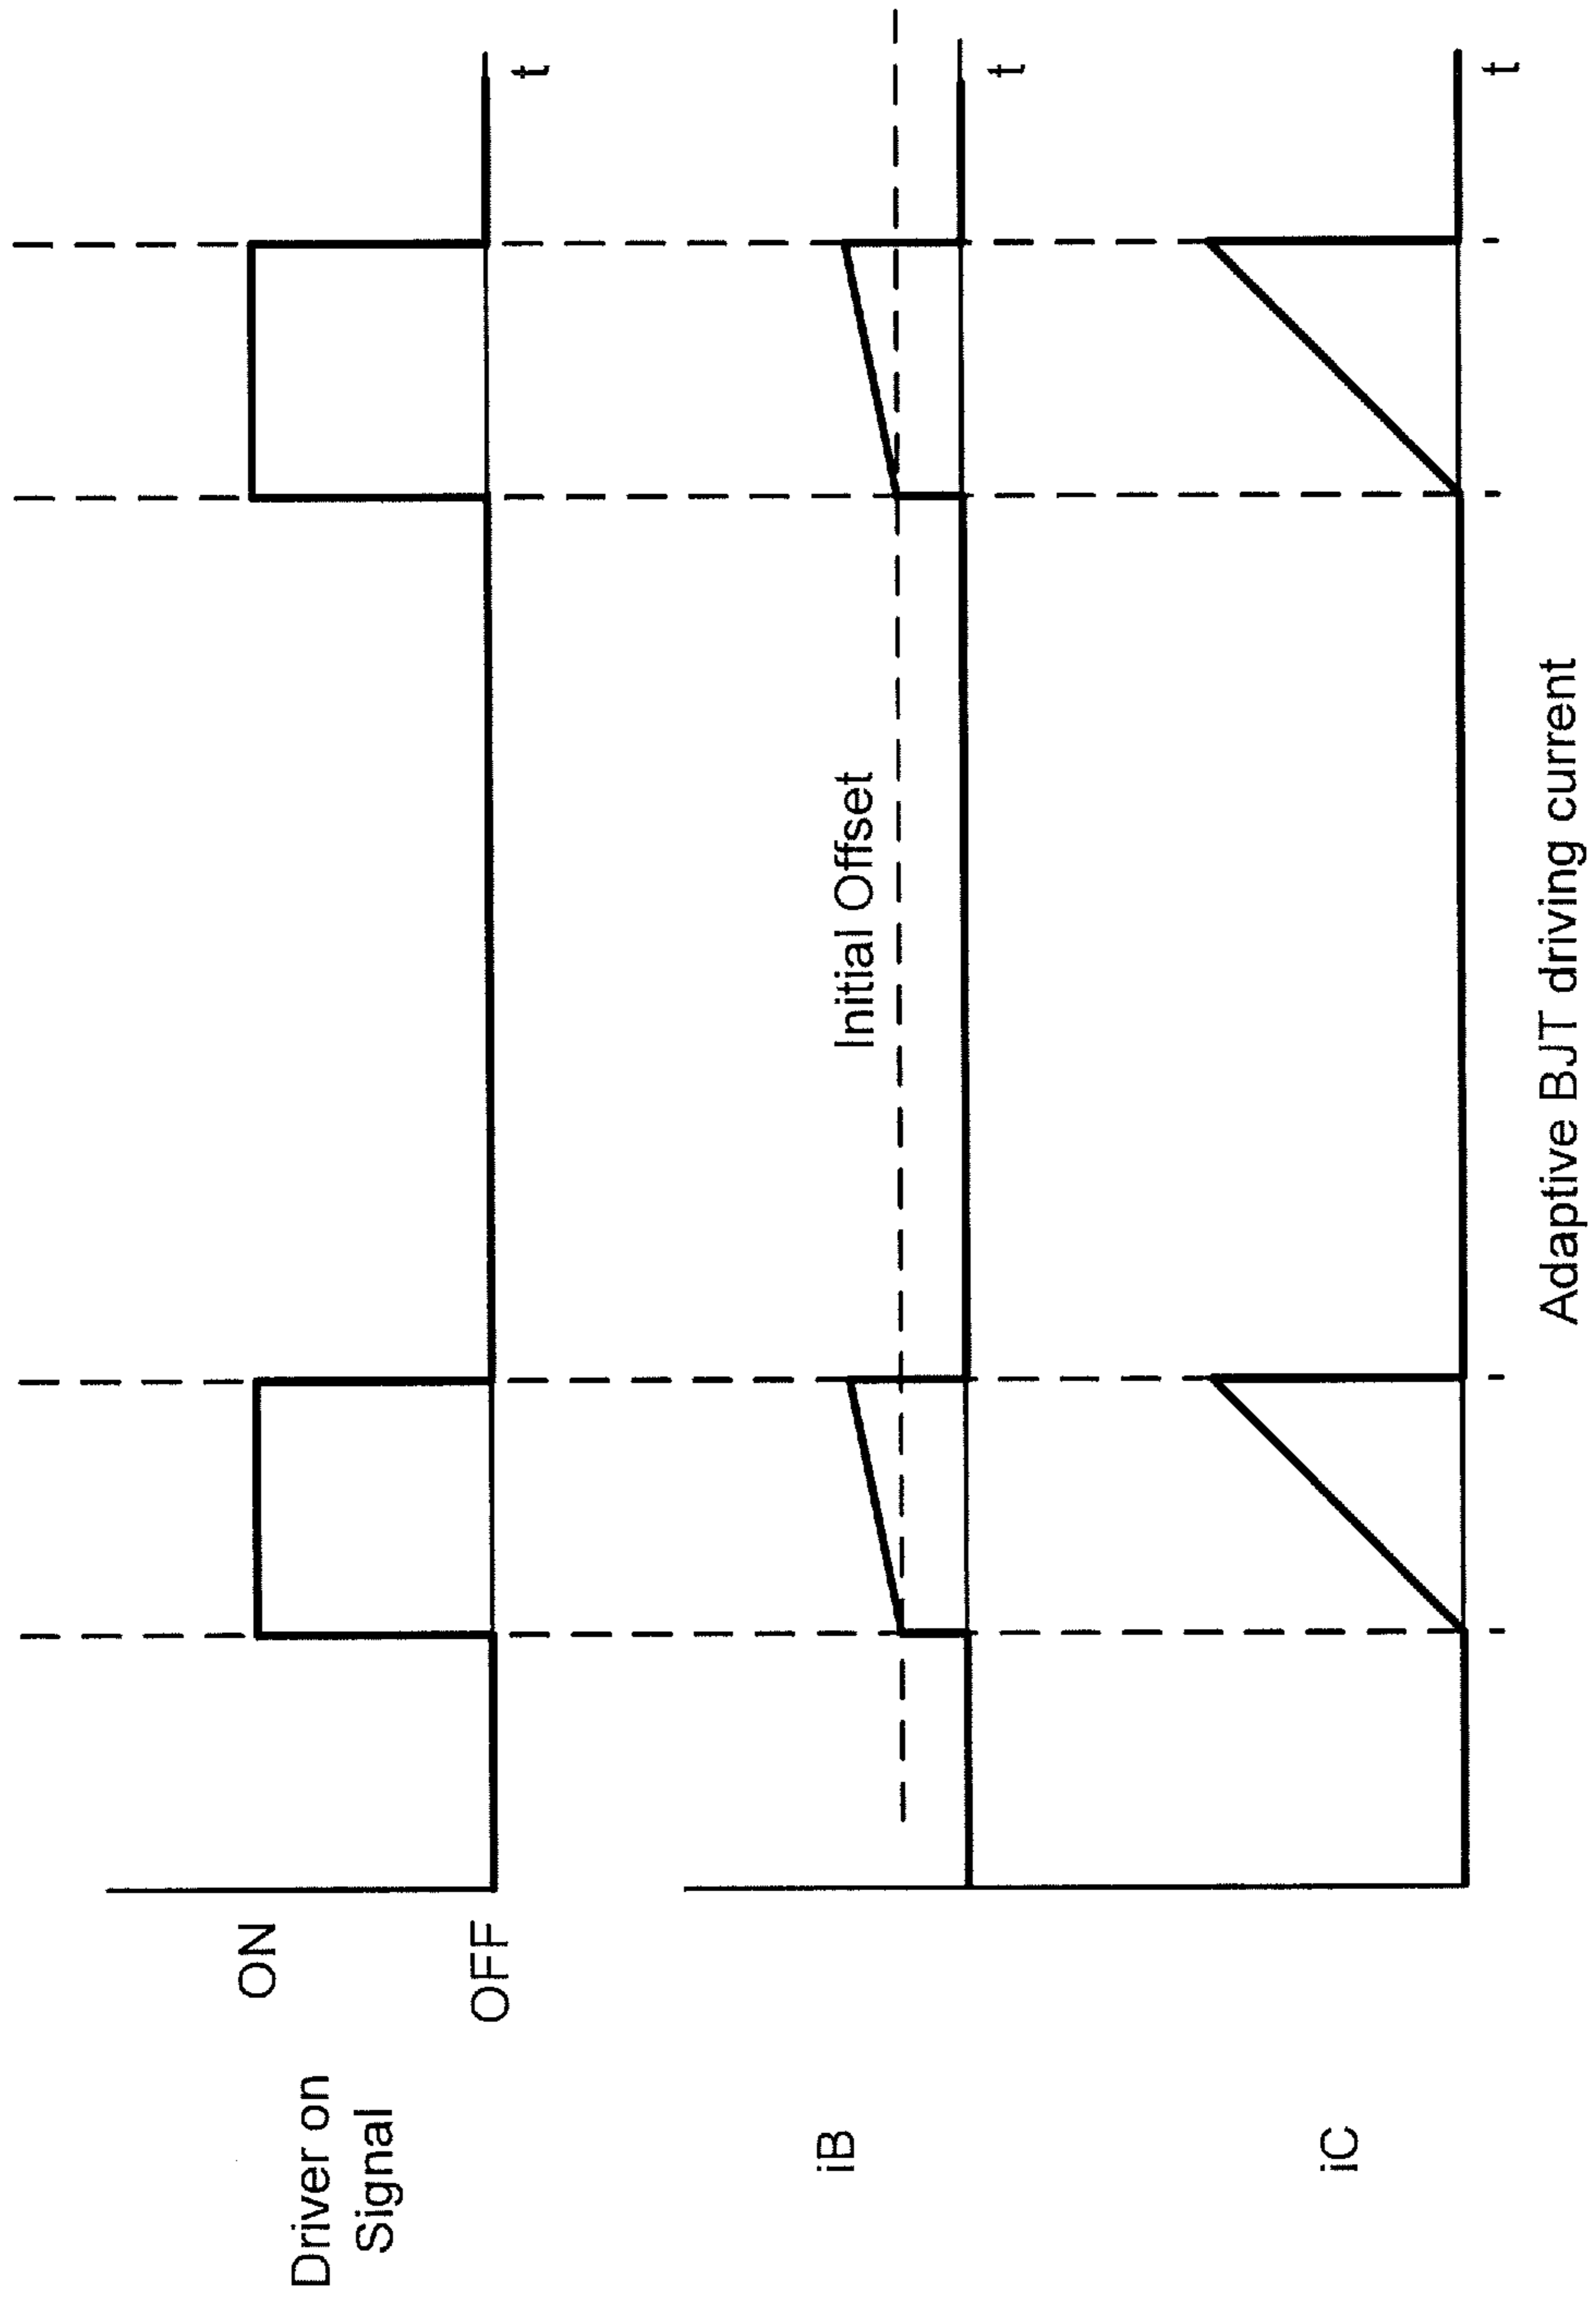 Driver on
Signal
ON
OFF
t
iB
Initial Offset
t
iC
t
Adaptive BJT driving current